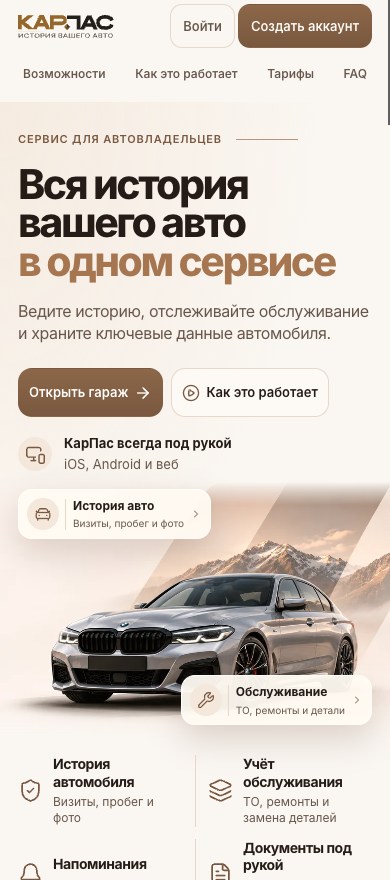 КАРПАС
ИСТОРИЯ ВАШЕГО АВТО
Войти
Создать аккаунт
Возможности
Как это работает
Тарифы
FAQ
СЕРВИС ДЛЯ АВТОВЛАДЕЛЬЦЕВ
Вся история
вашего авто
в одном сервисе
Ведите историю, отслеживайте обслуживание
и храните ключевые данные автомобиля.
Открыть гараж
Как это работает
КарПас всегда под рукой
iOS, Android и веб
История авто
Визиты, пробег и фото
Обслуживание
ТО, ремонты и детали
История
автомобиля
Визиты, пробег и
фото
Учёт
обслуживания
ТО, ремонты и
замена деталей
Напоминания
Документы под
рукой